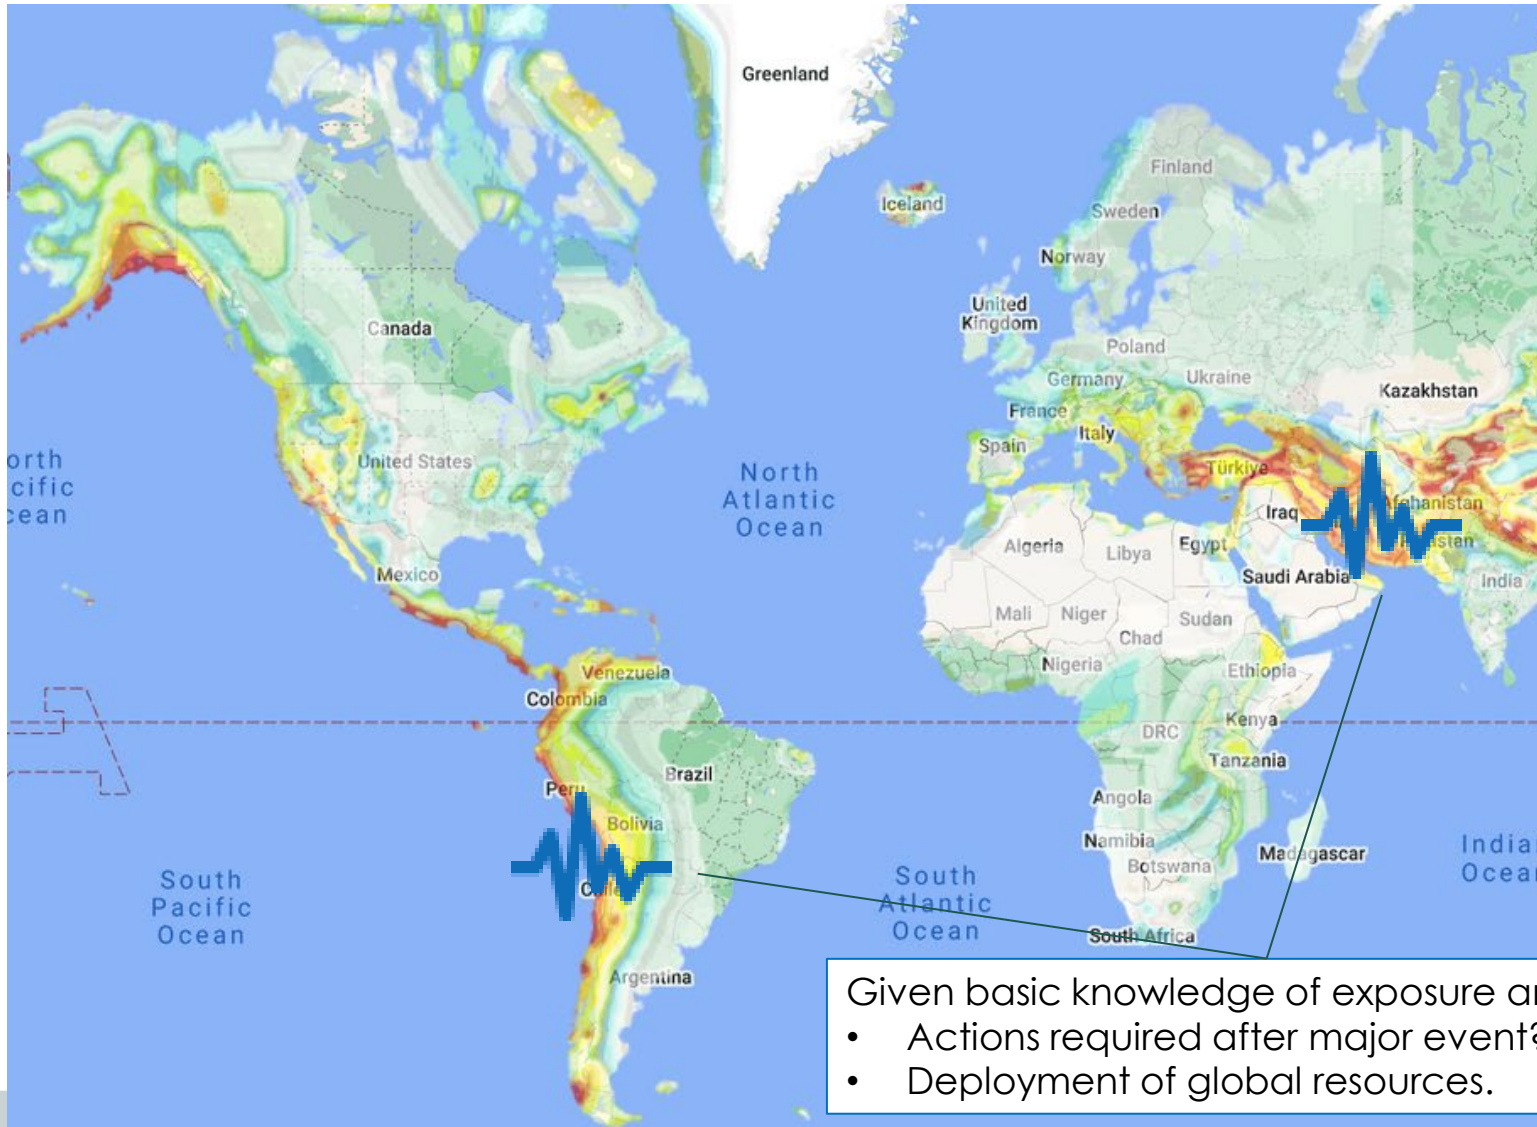 Greenland
Iceland
Finland
Sweden
Norway
United
Kingdom
Canada
Poland
Germany
Ukraine
Kazakhstan
France
Italy
Spain
Türkiye
orth
cific
cean
United States
North
Atlantic
Ocean
Iraq
Afghanistan
Algeria
Libya
Egypt
istan
Mexico
Saudi Arabia
India
Mali
Niger
Sudan
Chad
Venezuela
Nigeria
Ethiopia
Colombia
Kenya
DRC
Tanzania
Brazil
Peru
Angola
Bolivia
Namibia
Madagascar
Botswana
India
Ocea
South
Pacific
Ocean
Chile
South
Atlantic
Ocean
South Africa
Argentina
Given basic knowledge of exposure a
• Actions required after major event?
• Deployment of global resources.